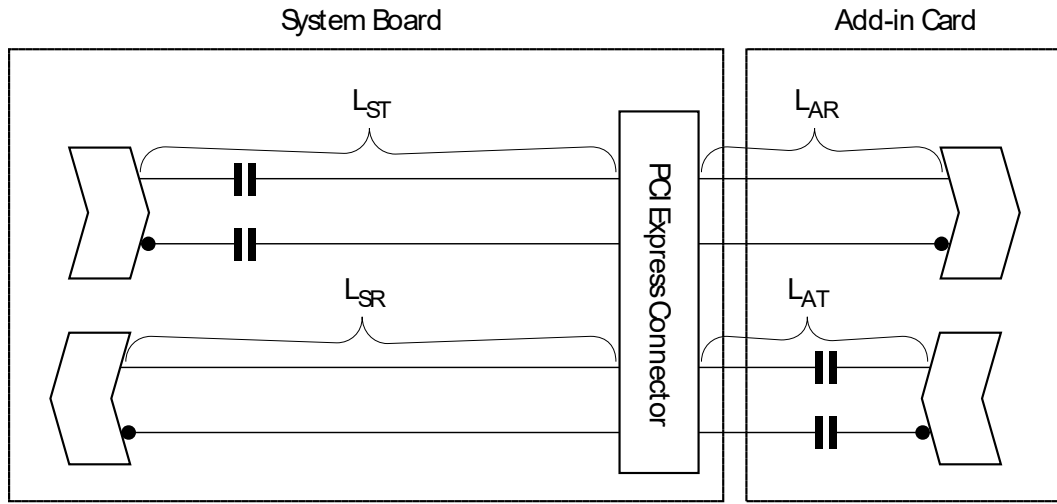 System Board
Add-in Card
L_ST
L_AR
PCI Express Connector
L_SR
L_AT